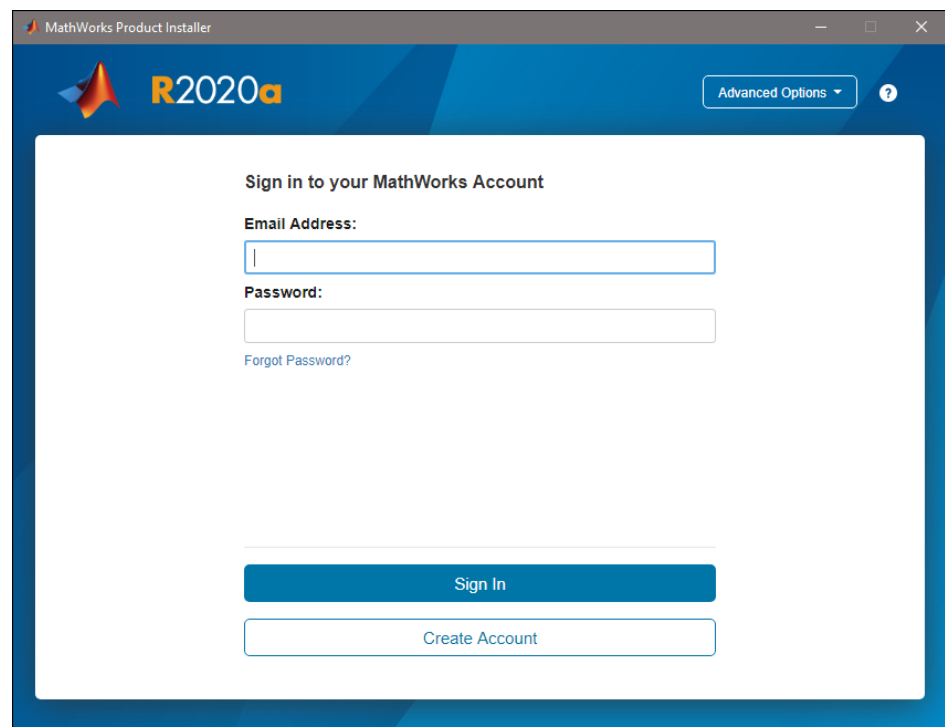 MathWorks Product Installer
R2020a
Advanced Options
?
Sign in to your MathWorks Account
Email Address:
Password:
Forgot Password?
Sign In
Create Account